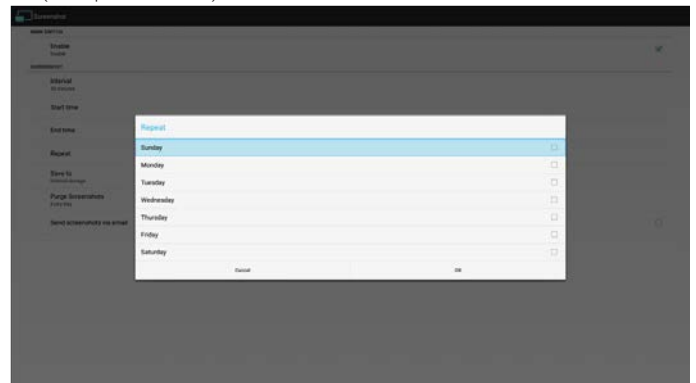 Screenshot
Enable
Interval
Start time
End time
Repeat
Save to
Purge Screenshots
Send screenshots via email
Repeat
Sunday
Monday
Tuesday
Wednesday
Thursday
Friday
Saturday
Cancel
OK